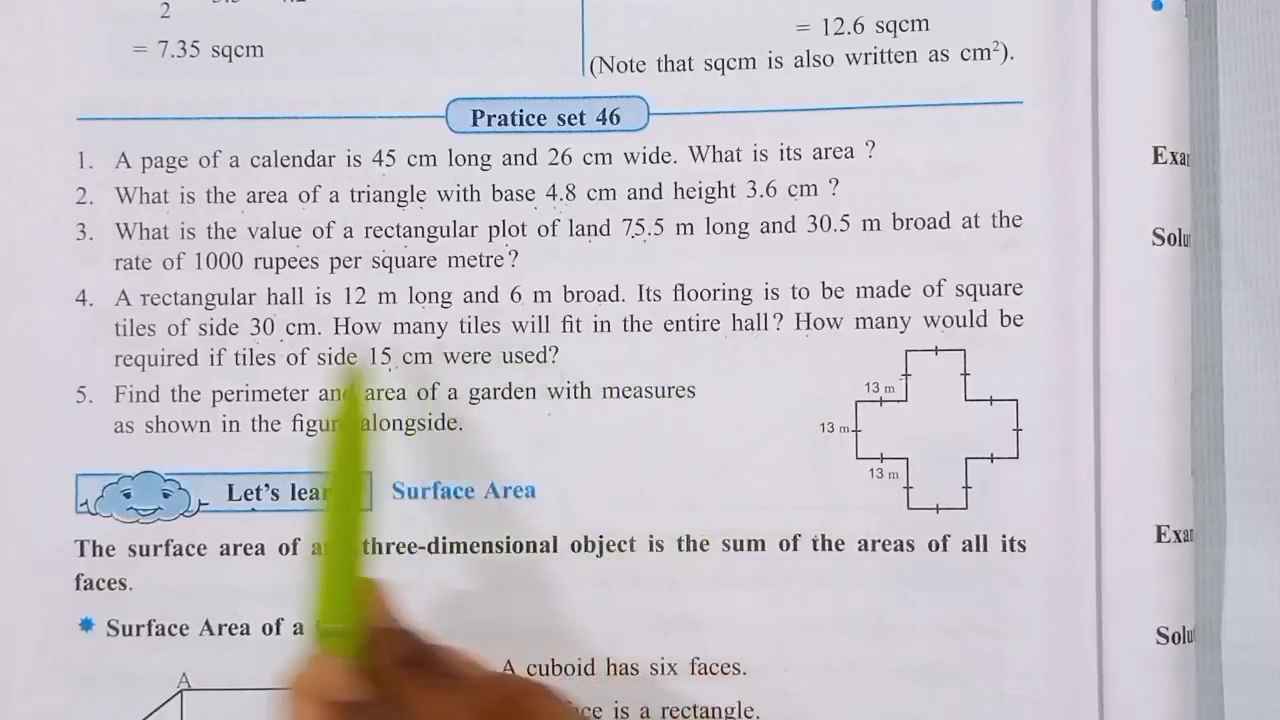 2
= 7.35 sqcm
= 12.6 sqcm
(Note that sqcm is also written as cm²).
Pratice set 46
1. A page of a calendar is 45 cm long and 26 cm wide. What is its area ?
2. What is the area of a triangle with base 4.8 cm and height 3.6 cm ?
3. What is the value of a rectangular plot of land 75.5 m long and 30.5 m broad at the
rate of 1000 rupees per square metre?
4. A rectangular hall is 12 m long and 6 m broad. Its flooring is to be made of square
tiles of side 30 cm. How many tiles will fit in the entire hall? How many would be
required if tiles of side 15 cm were used?
5. Find the perimeter and area of a garden with measures
as shown in the figure alongside.
13 m
13 m
13 m
Let's lear
Surface Area
The surface area of three-dimensional object is the sum of the areas of all its
faces.
Surface Area of a
A cuboid has six faces.
is a rectangle.
A